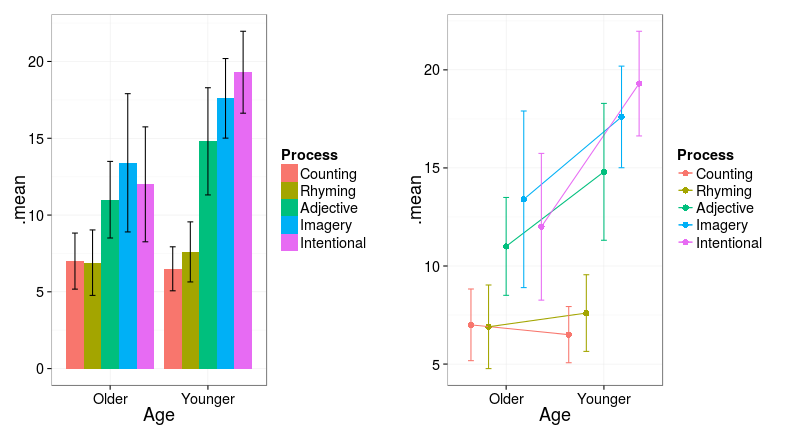 .mean
20
15
10
5
0
Older
Younger
Age
Process
Counting
Rhyming
Adjective
Imagery
Intentional
.mean
20
15
10
5
Older
Younger
Age
Process
Counting
Rhyming
Adjective
Imagery
Intentional